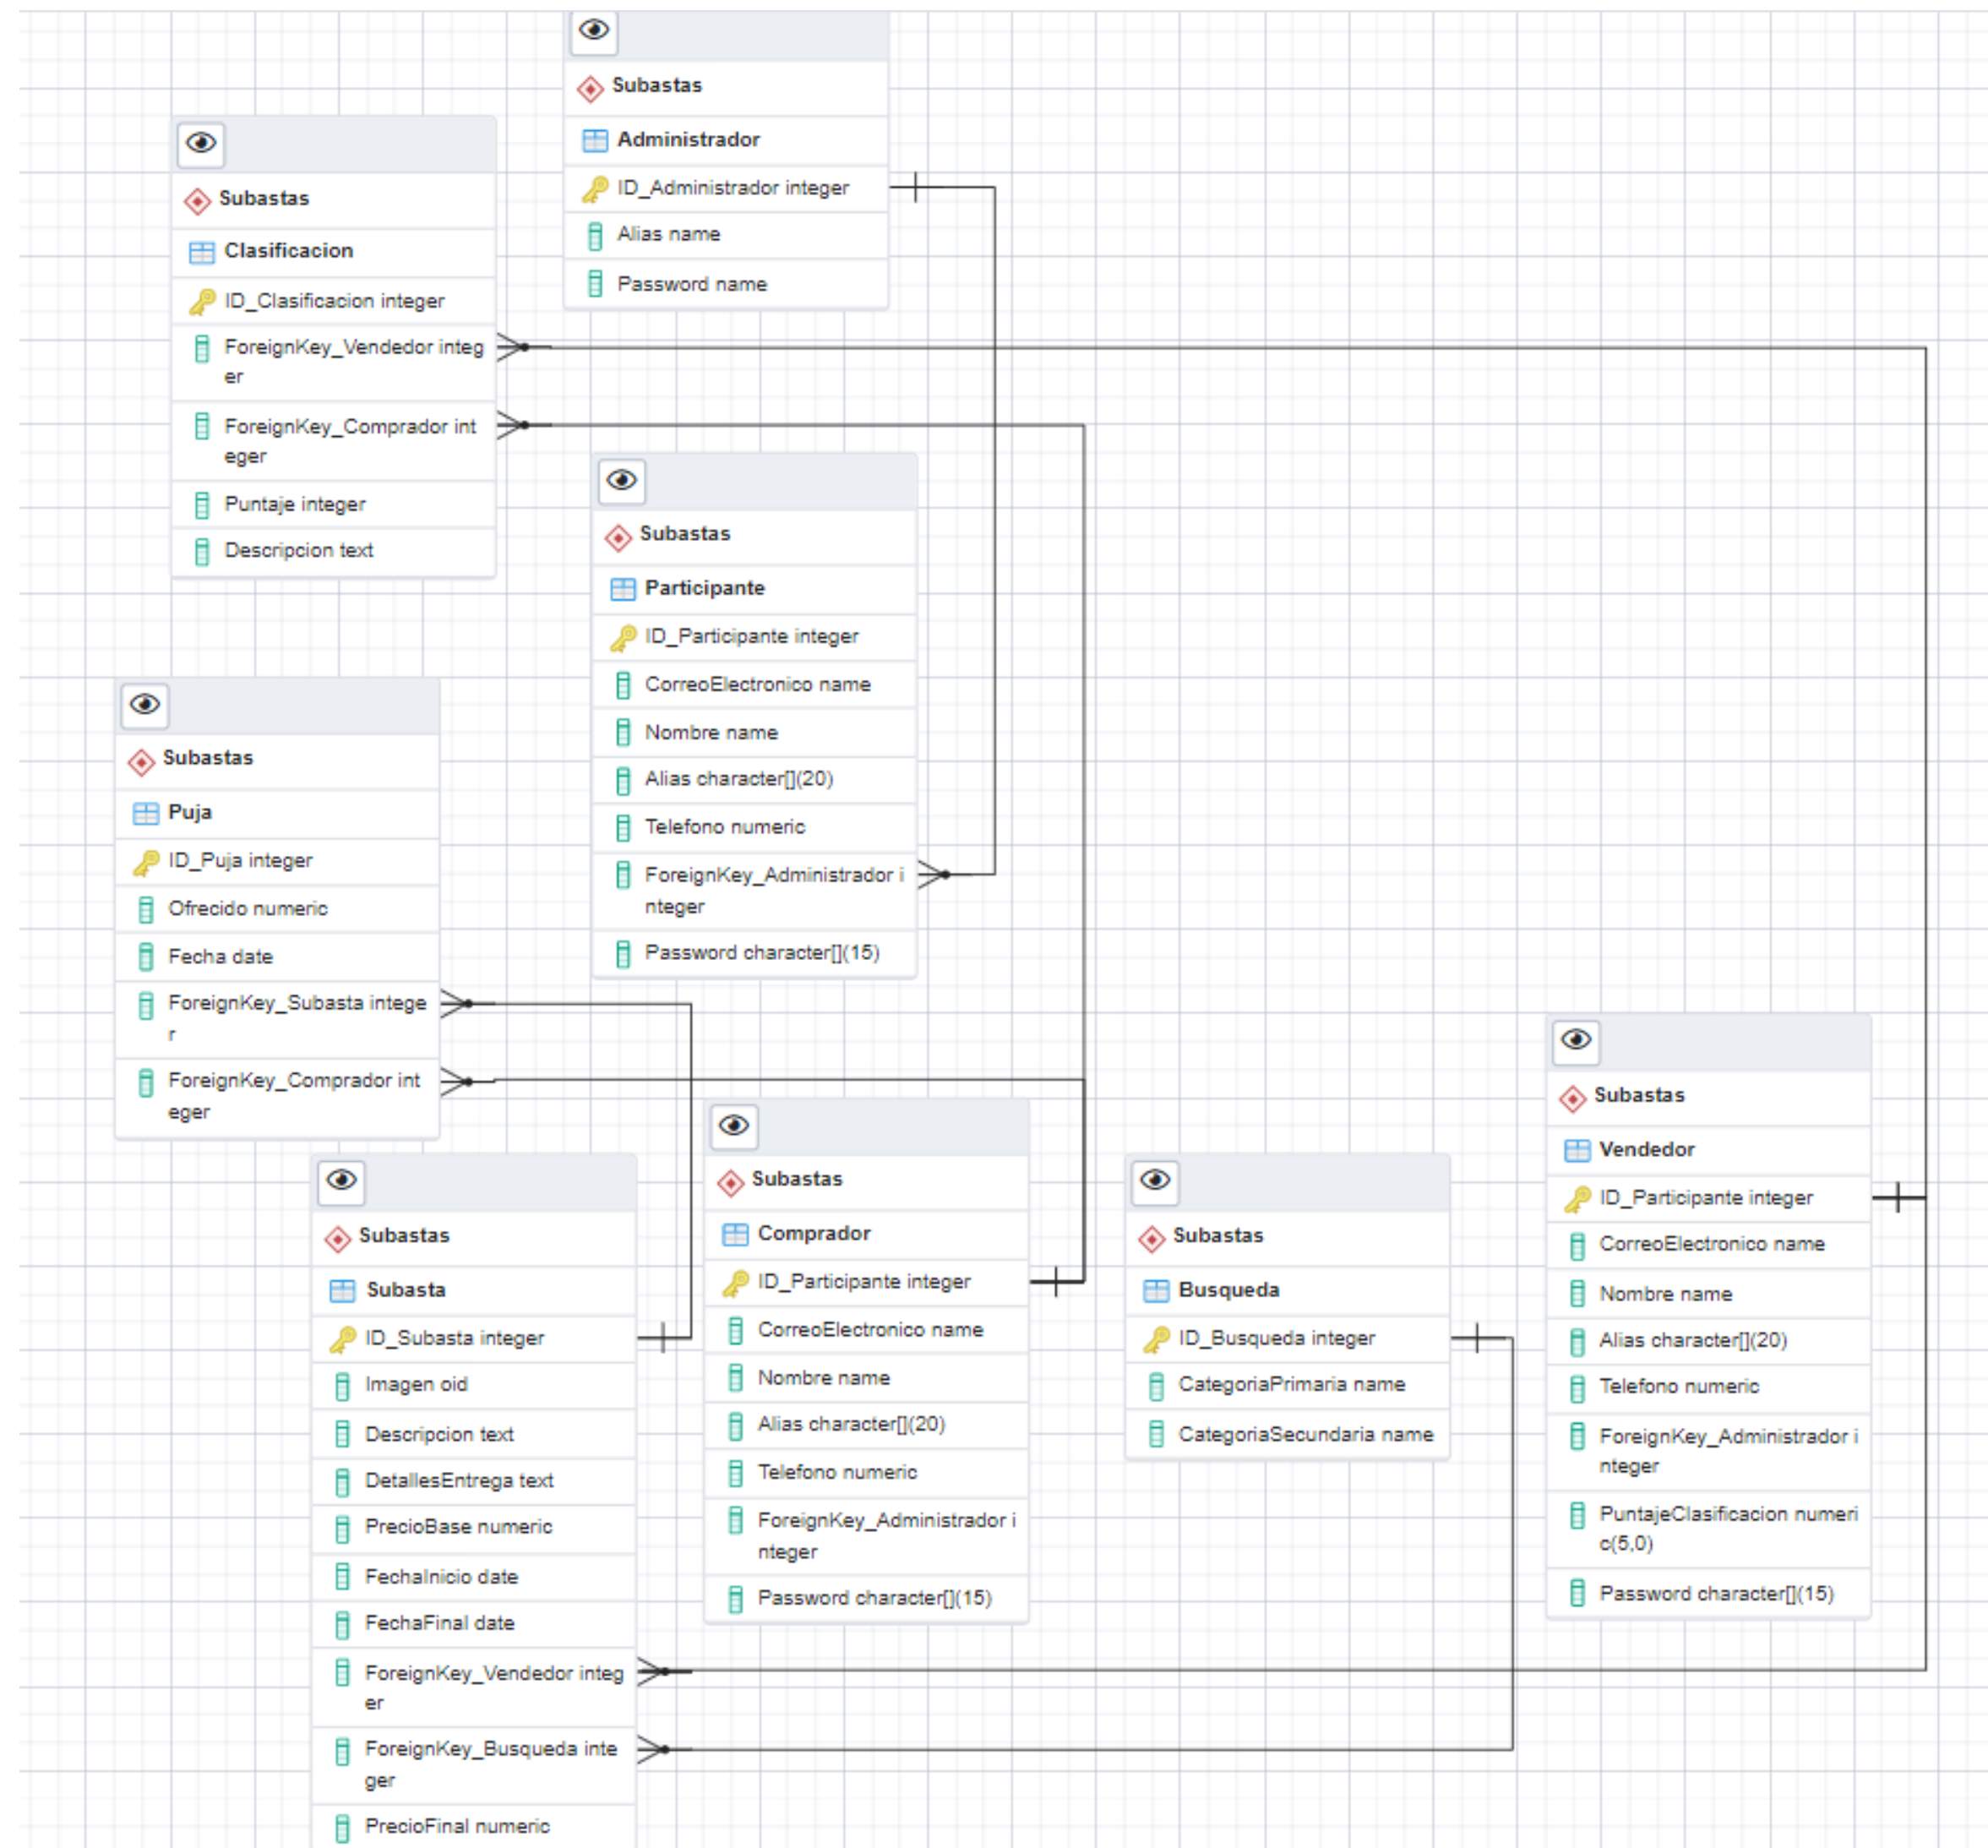 Subastas
Administrador
ID_Administrador integer
Alias name
Password name
Subastas
Clasificacion
ID_Clasificacion integer
ForeignKey_Vendedor integ
er
ForeignKey_Comprador int
eger
Puntaje integer
Descripcion text
Subastas
Participante
ID_Participante integer
CorreoElectronico name
Nombre name
Alias character[](20)
Telefono numeric
ForeignKey_Administrador i
nteger
Password character[](15)
Subastas
Puja
ID_Puja integer
Ofrecido numeric
Fecha date
ForeignKey_Subasta intege
r
ForeignKey_Comprador int
eger
Subastas
Subasta
ID_Subasta integer
Imagen oid
Descripcion text
DetallesEntrega text
PrecioBase numeric
FechaInicio date
FechaFinal date
ForeignKey_Vendedor integ
er
ForeignKey_Busqueda inte
ger
PrecioFinal numeric
Subastas
Comprador
ID_Participante integer
CorreoElectronico name
Nombre name
Alias character[](20)
Telefono numeric
ForeignKey_Administrador i
nteger
Password character[](15)
Subastas
Busqueda
ID_Busqueda integer
CategoriaPrimaria name
CategoriaSecundaria name
Subastas
Vendedor
ID_Participante integer
CorreoElectronico name
Nombre name
Alias character[](20)
Telefono numeric
ForeignKey_Administrador i
nteger
PuntajeClasificacion numeri
c(5,0)
Password character[](15)